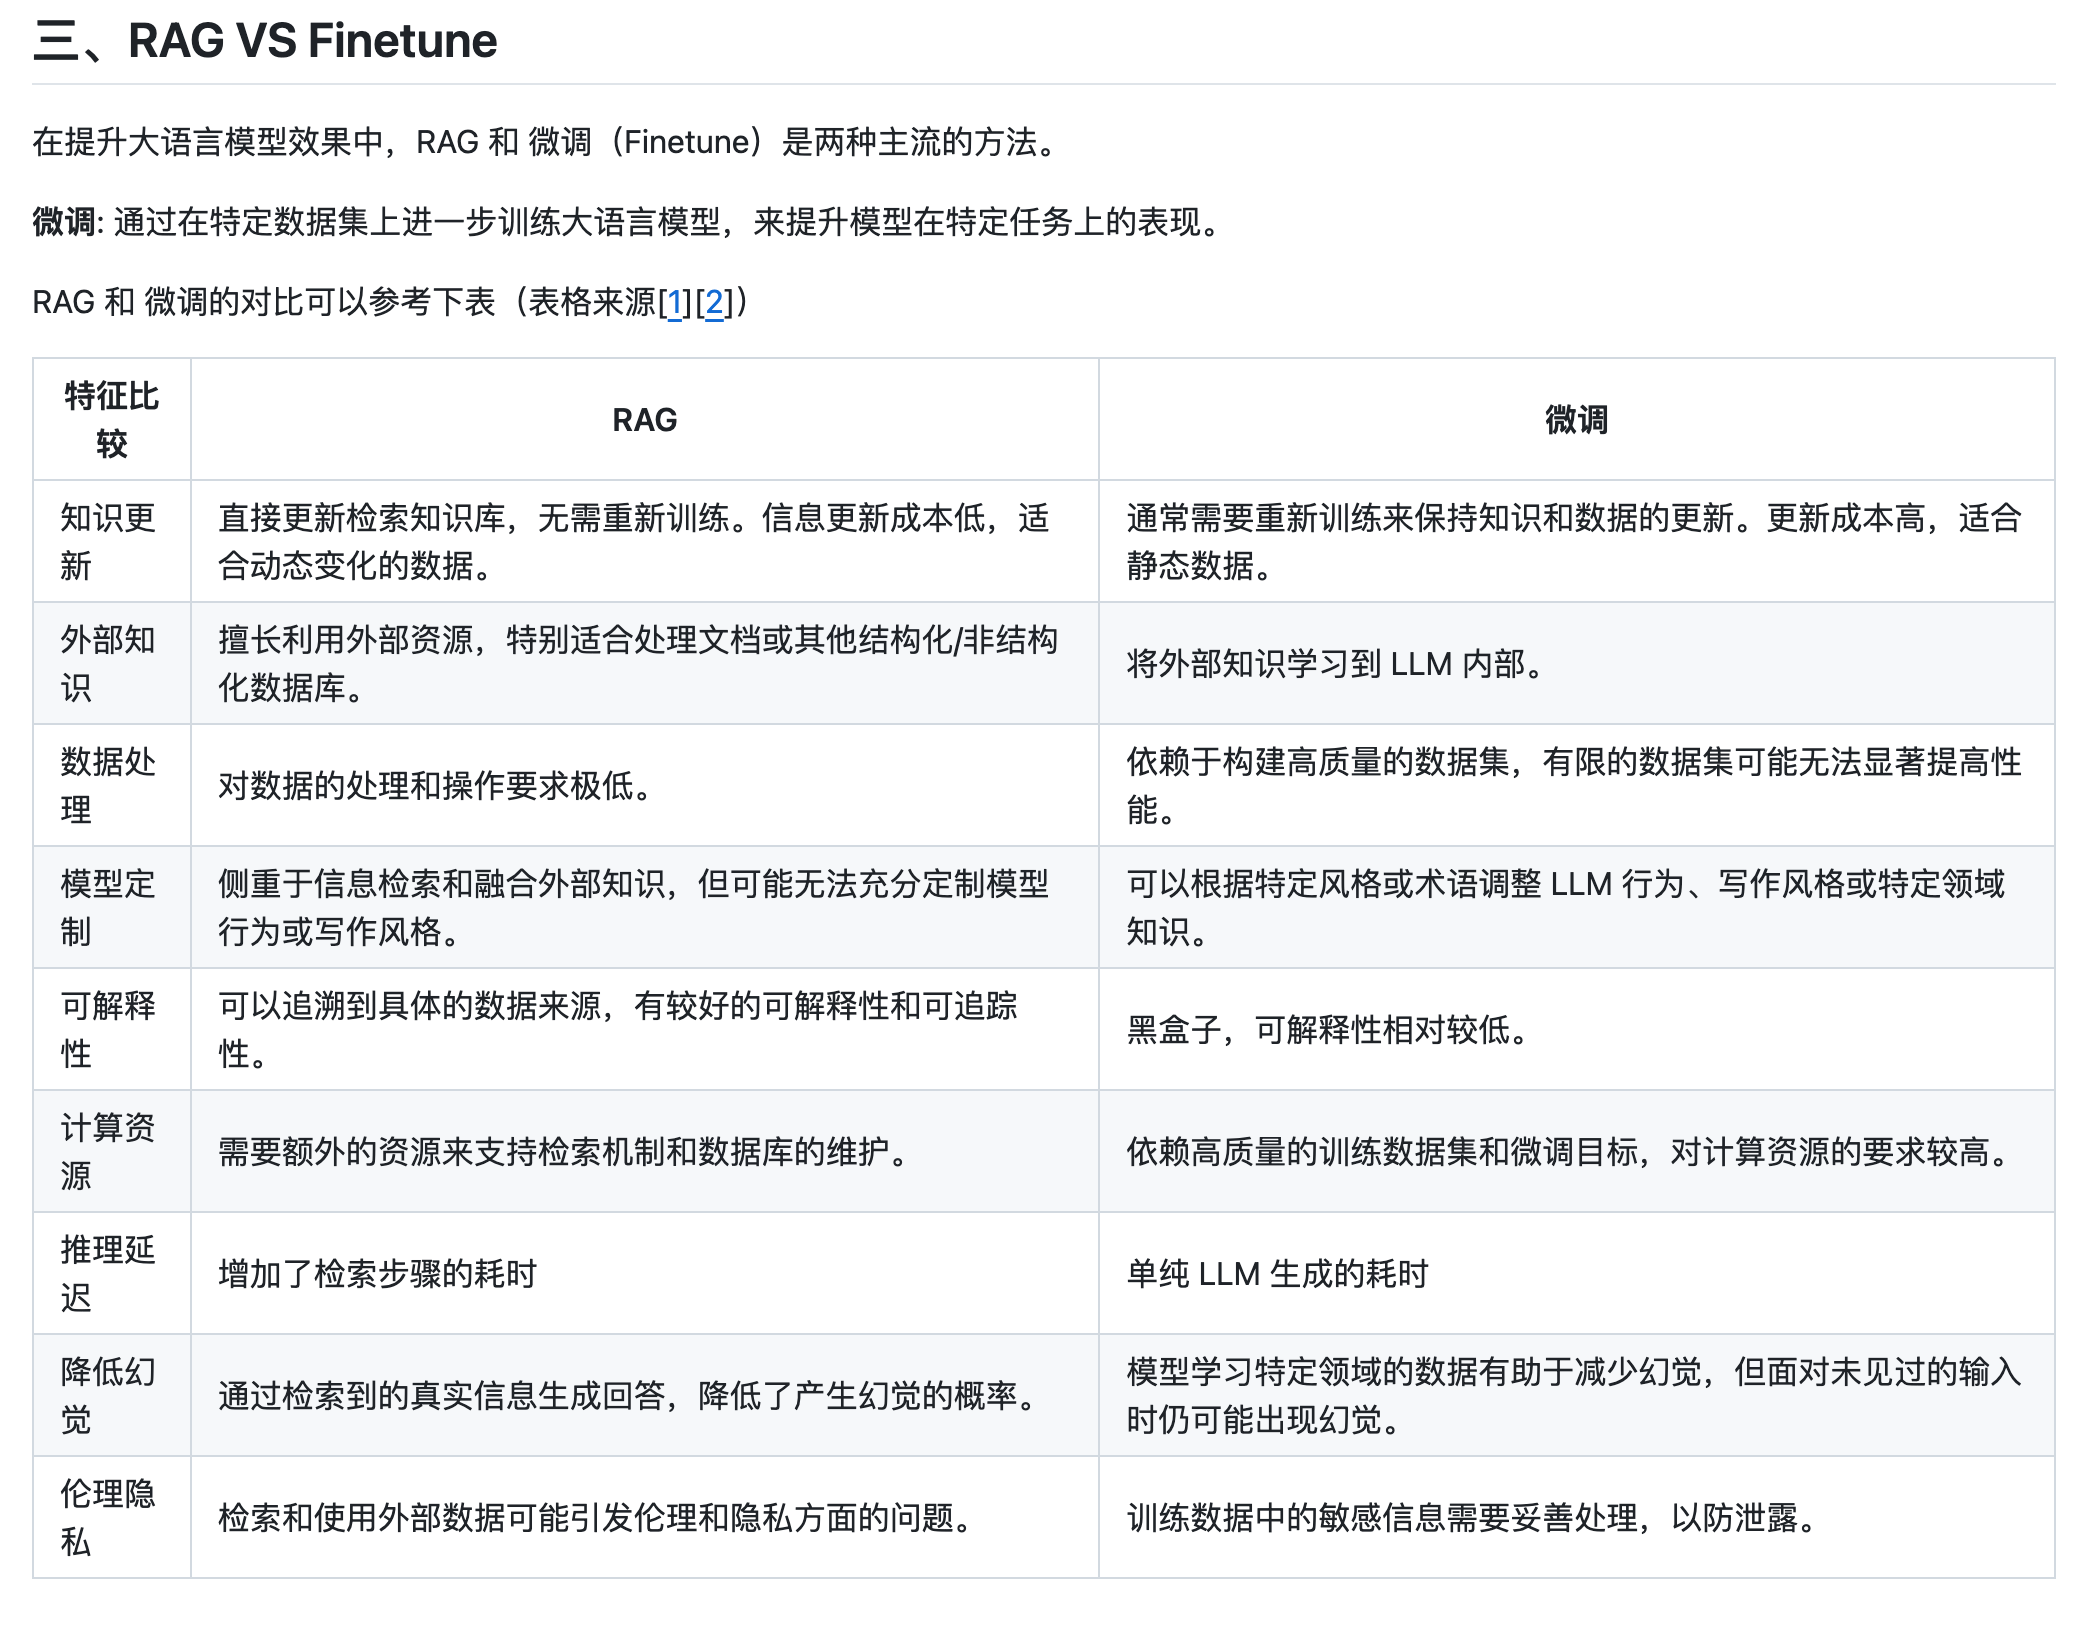 三、RAG VS Finetune
在提升大语言模型效果中，RAG 和 微调（Finetune）是两种主流的方法。
微调: 通过在特定数据集上进一步训练大语言模型，来提升模型在特定任务上的表现。
RAG 和 微调的对比可以参考下表（表格来源[1][2]）
特征比
较
RAG
微调
知识更
新
直接更新检索知识库，无需重新训练。信息更新成本低，适
合动态变化的数据。
通常需要重新训练来保持知识和数据的更新。更新成本高，适合
静态数据。
外部知
识
擅长利用外部资源，特别适合处理文档或其他结构化/非结构
化数据库。
将外部知识学习到 LLM 内部。
数据处
理
对数据的处理和操作要求极低。
依赖于构建高质量的数据集，有限的数据集可能无法显著提高性
能。
模型定
制
侧重于信息检索和融合外部知识，但可能无法充分定制模型
行为或写作风格。
可以根据特定风格或术语调整 LLM 行为、写作风格或特定领域
知识。
可解释
性
可以追溯到具体的数据来源，有较好的可解释性和可追踪
性。
黑盒子，可解释性相对较低。
计算资
源
需要额外的资源来支持检索机制和数据库的维护。
依赖高质量的训练数据集和微调目标，对计算资源的要求较高。
推理延
迟
增加了检索步骤的耗时
单纯 LLM 生成的耗时
降低幻
觉
通过检索到的真实信息生成回答，降低了产生幻觉的概率。
模型学习特定领域的数据有助于减少幻觉，但面对未见过的输入
时仍可能出现幻觉。
伦理隐
私
检索和使用外部数据可能引发伦理和隐私方面的问题。
训练数据中的敏感信息需要妥善处理，以防泄露。